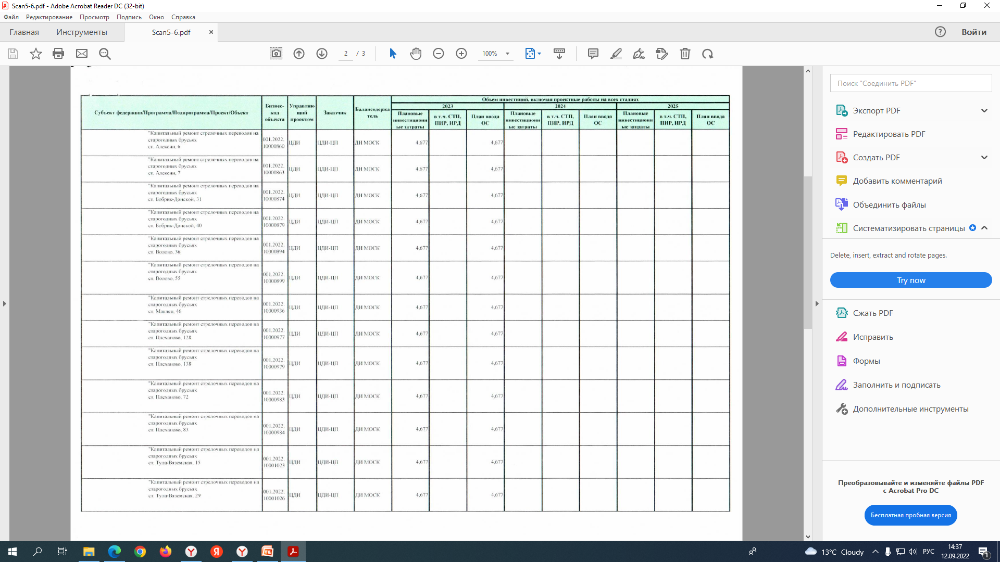 Scan5-6.pdf - Adobe Acrobat Reader DC (32-bit)
Файл Редактирование Просмотр Подпись Окно Справка
Главная Инструменты Scan5-6.pdf × ? Войти
2 / 3 100%
Объем инвестиций, включая проектные работы на всех стадиях
2023 2024 2025
Субъект федерации/Программа/Подпрограмма/Проект/Объект
Бизнес-
код
объекта
Управляю
щий
проектом
Заказчик
Балансодержа
тель
Плановые
инвестиционн
ые затраты
в т.ч. СТП,
ПИР, ИРД
План ввода
ОС
Плановые
инвестиционн
ые затраты
в т.ч. СТП,
ПИР, ИРД
План ввода
ОС
Плановые
инвестиционн
ые затраты
в т.ч. СТП,
ПИР, ИРД
План ввода
ОС
"Капитальный ремонт стрелочных переводов на
старогодных брусьях
ст. Алексин, 6
001.2022.
10000860
ЦДИ ЦДИ-ЦП ДИ МОСК 4,677 4,677
"Капитальный ремонт стрелочных переводов на
старогодных брусьях
ст. Алексин, 7
001.2022.
10000863
ЦДИ ЦДИ-ЦП ДИ МОСК 4,677 4,677
"Капитальный ремонт стрелочных переводов на
старогодных брусьях
ст. Бобрик-Донской, 31
001.2022.
10000874
ЦДИ ЦДИ-ЦП ДИ МОСК 4,677 4,677
"Капитальный ремонт стрелочных переводов на
старогодных брусьях
ст. Бобрик-Донской, 40
001.2022.
10000879
ЦДИ ЦДИ-ЦП ДИ МОСК 4,677 4,677
"Капитальный ремонт стрелочных переводов на
старогодных брусьях
ст. Волово, 36
001.2022.
10000894
ЦДИ ЦДИ-ЦП ДИ МОСК 4,677 4,677
"Капитальный ремонт стрелочных переводов на
старогодных брусьях
ст. Волово, 55
001.2022.
10000899
ЦДИ ЦДИ-ЦП ДИ МОСК 4,677 4,677
"Капитальный ремонт стрелочных переводов на
старогодных брусьях
ст. Маклец, 46
001.2022.
10000936
ЦДИ ЦДИ-ЦП ДИ МОСК 4,677 4,677
"Капитальный ремонт стрелочных переводов на
старогодных брусьях
ст. Плеханово, 128
001.2022.
10000977
ЦДИ ЦДИ-ЦП ДИ МОСК 4,677 4,677
"Капитальный ремонт стрелочных переводов на
старогодных брусьях
ст. Плеханово, 138
001.2022.
10000979
ЦДИ ЦДИ-ЦП ДИ МОСК 4,677 4,677
"Капитальный ремонт стрелочных переводов на
старогодных брусьях
ст. Плеханово, 72
001.2022.
10000983
ЦДИ ЦДИ-ЦП ДИ МОСК 4,677 4,677
"Капитальный ремонт стрелочных переводов на
старогодных брусьях
ст. Плеханово, 83
001.2022.
10000984
ЦДИ ЦДИ-ЦП ДИ МОСК 4,677 4,677
"Капитальный ремонт стрелочных переводов на
старогодных брусьях
ст. Тула-Вяземская, 15
001.2022.
10001023
ЦДИ ЦДИ-ЦП ДИ МОСК 4,677 4,677
"Капитальный ремонт стрелочных переводов на
старогодных брусьях
ст. Тула-Вяземская, 29
001.2022.
10001026
ЦДИ ЦДИ-ЦП ДИ МОСК 4,677 4,677
Поиск "Соединить PDF"
Экспорт PDF
Редактировать PDF
Создать PDF
Добавить комментарий
Объединить файлы
Систематизировать страницы
Delete, insert, extract and rotate pages.
Try now
Сжать PDF
Исправить
Формы
Заполнить и подписать
Дополнительные инструменты
Преобразовывайте и изменяйте файлы PDF
с Acrobat Pro DC
Бесплатная пробная версия
13°C Cloudy РУС 14:37
12.09.2022
1